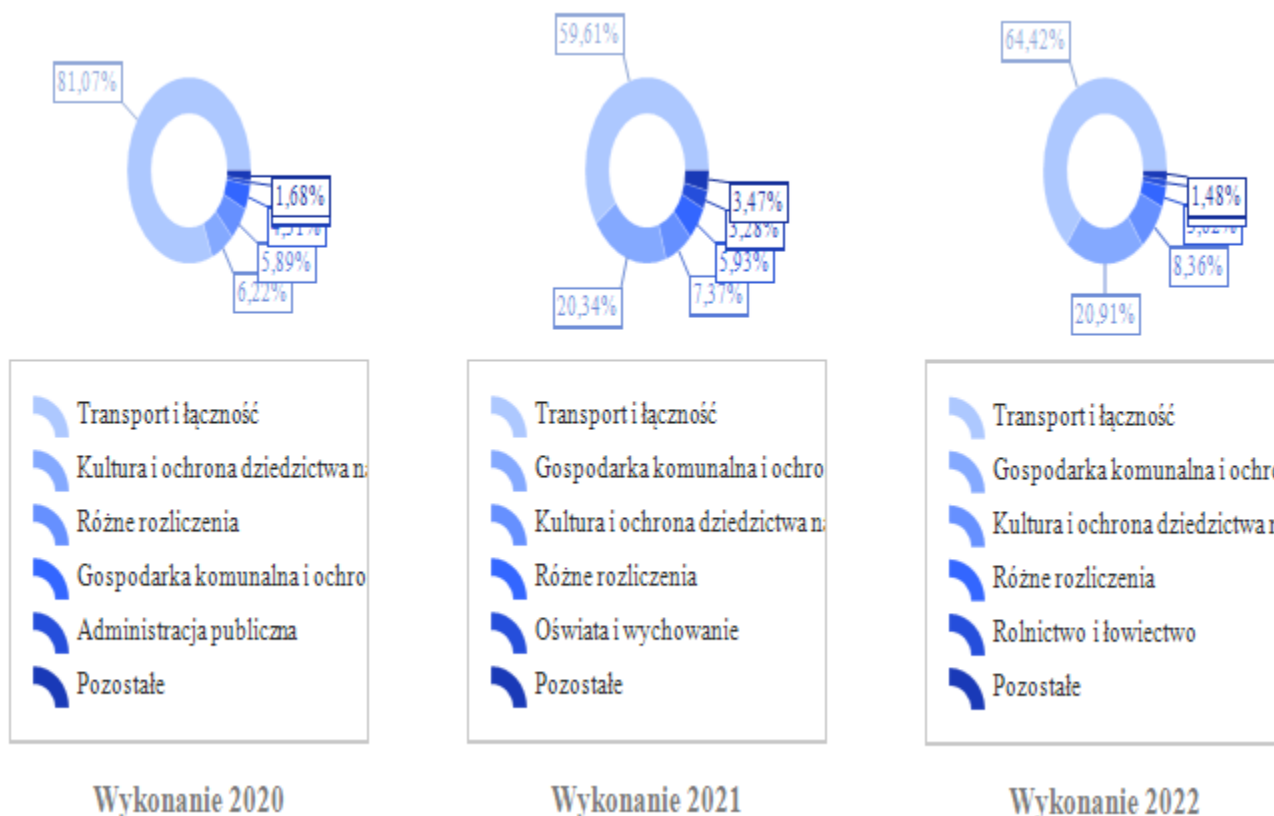 81,07%
1,68%
5,89%
6,22%
Transport i łączność
Kultura i ochrona dziedzictwa na
Różne rozliczenia
Gospodarka komunalna i ochro
Administracja publiczna
Pozostałe
Wykonanie 2020
59,61%
3,47%
3,28%
5,93%
7,37%
20,34%
Transport i łączność
Gospodarka komunalna i ochro
Kultura i ochrona dziedzictwa na
Różne rozliczenia
Oświata i wychowanie
Pozostałe
Wykonanie 2021
64,42%
1,48%
8,36%
20,91%
Transport i łączność
Gospodarka komunalna i ochro
Kultura i ochrona dziedzictwa
Różne rozliczenia
Rolnictwo i łowiectwo
Pozostałe
Wykonanie 2022